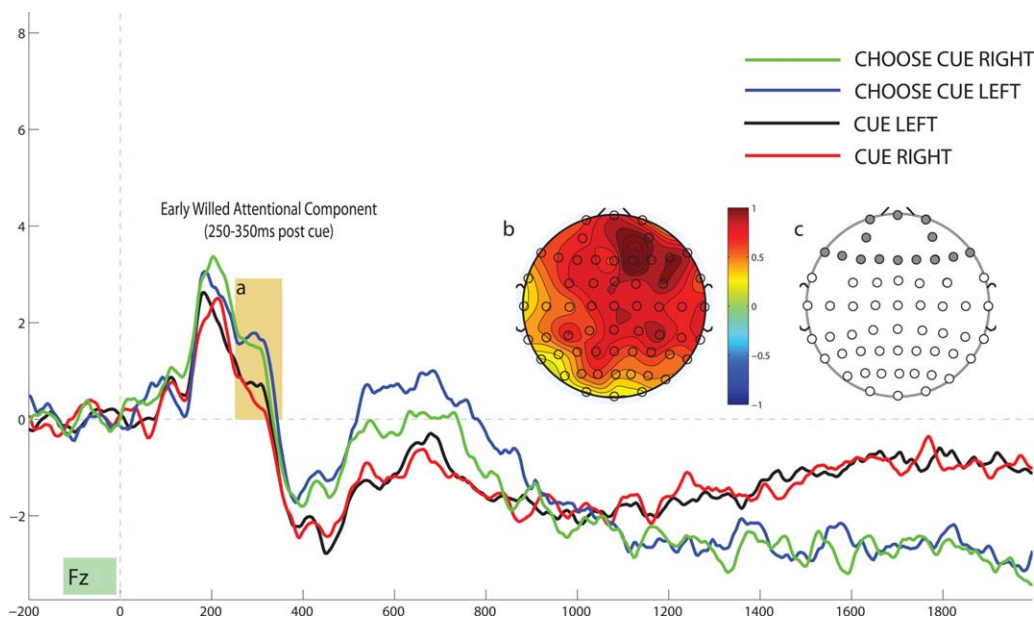 8
6
4
2
0
−2
CHOOSE CUE RIGHT
CHOOSE CUE LEFT
CUE LEFT
CUE RIGHT
Early Willed Attentional Component
(250-350ms post cue)
a
b
1
0.5
0
−0.5
−1
c
Fz
−200 0 200 400 600 800 1000 1200 1400 1600 1800